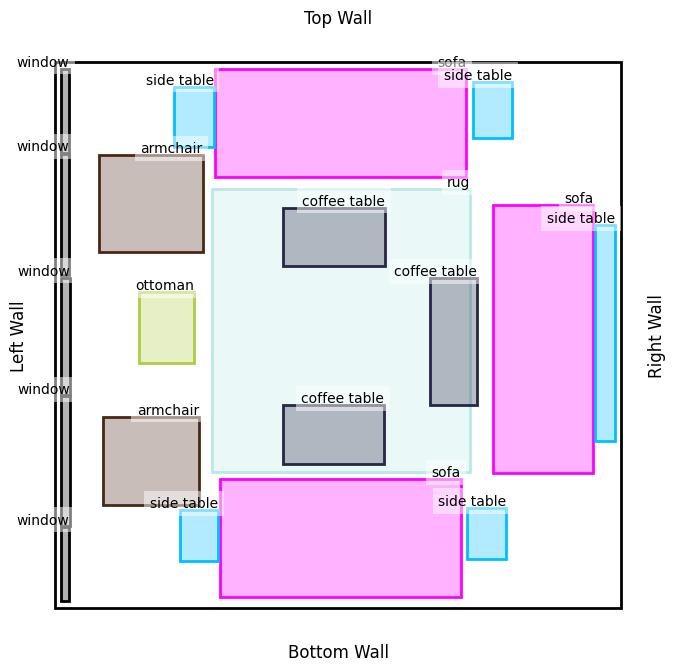 Top Wall
window
sofa
side table
side table
window
armchair
rug
sofa
coffee table
side table
window
coffee table
ottoman
Left Wall
Right Wall
window
coffee table
armchair
sofa
side table
side table
window
Bottom Wall